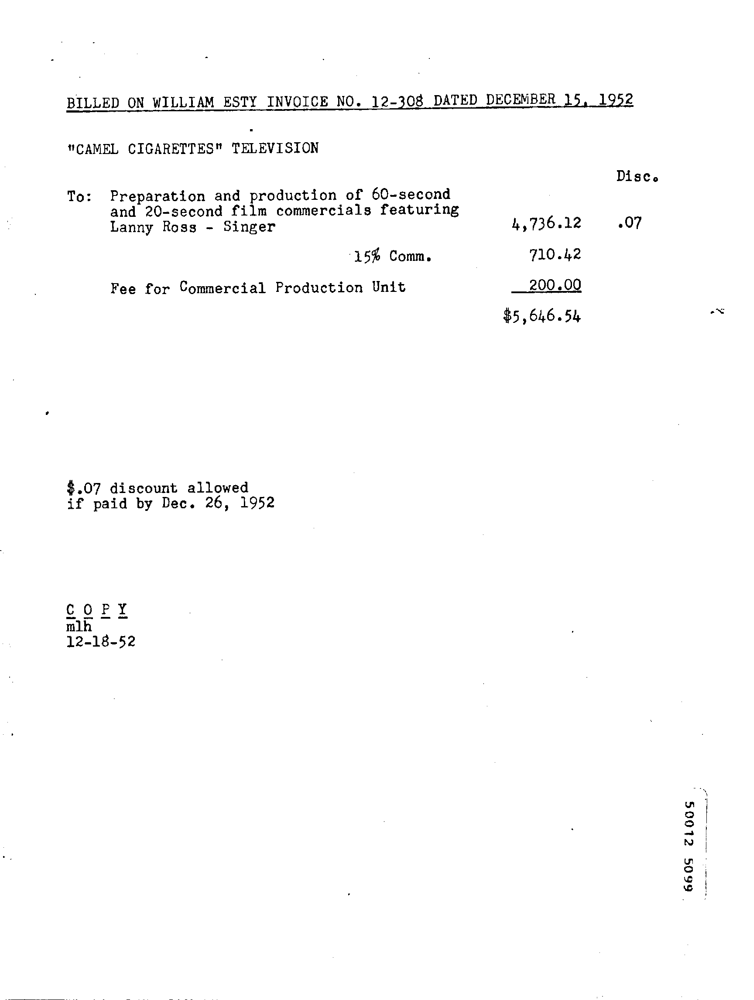 BILLED ON WILLIAM ESTY INVOICE NO. 12-308 DATED DECEMBER 15, 1952
"CAMEL CIGARETTES" TELEVISION
Disc.
To: Preparation and production of 60-second
and 20-second film commercials featuring
Lanny Ross - Singer 4,736.12 .07
15% Comm. 710.42
Fee for Commercial Production Unit 200.00
$5,646.54
$.07 discount allowed
if paid by Dec. 26, 1952
C O P Y
mlh
12-18-52
50012 5099